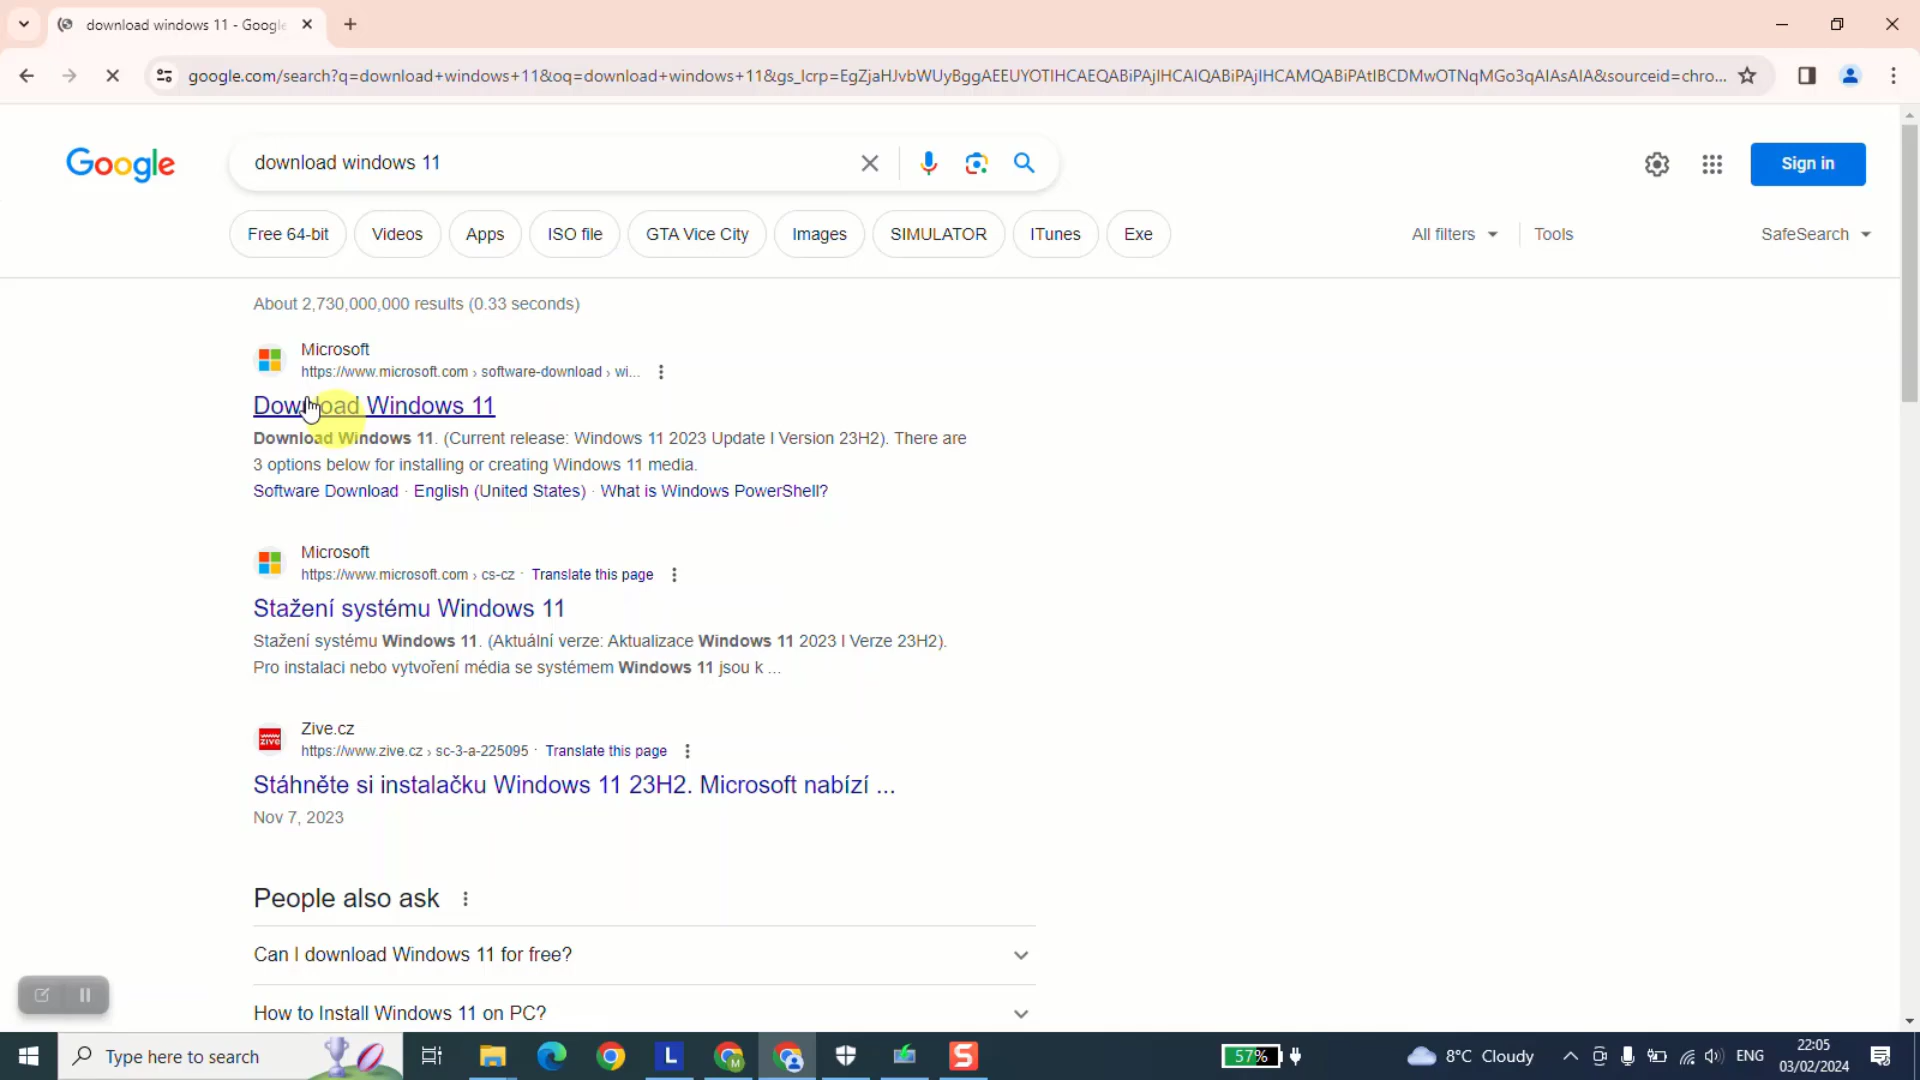 download windows 11 - Google
google.com/search?q=download+windows+11&oq=download+windows+11&gs_lcrp=EgZjaHJvbWUyBggAEEUYOTIHCAEQABiPAjIHCAIQABiPAjIHCAMQABiPAtIBCDMwOTNqMGo3qAIAsAIA&sourceid=chro...
Google
download windows 11
Sign in
Free 64-bit
Videos
Apps
ISO file
GTA Vice City
Images
SIMULATOR
ITunes
Exe
All filters
Tools
SafeSearch
About 2,730,000,000 results (0.33 seconds)
Microsoft
https://www.microsoft.com › software-download › wi...
Download Windows 11
Download Windows 11. (Current release: Windows 11 2023 Update l Version 23H2). There are
3 options below for installing or creating Windows 11 media.
Software Download · English (United States) · What is Windows PowerShell?
Microsoft
https://www.microsoft.com › cs-cz · Translate this page
Stažení systému Windows 11
Stažení systému Windows 11. (Aktuální verze: Aktualizace Windows 11 2023 l Verze 23H2).
Pro instalaci nebo vytvoření média se systémem Windows 11 jsou k ...
Zive.cz
https://www.zive.cz › sc-3-a-225095 · Translate this page
Stáhněte si instalačku Windows 11 23H2. Microsoft nabízí ...
Nov 7, 2023
People also ask
Can I download Windows 11 for free?
How to Install Windows 11 on PC?
Type here to search
57%
8°C Cloudy
ENG
22:05
03/02/2024